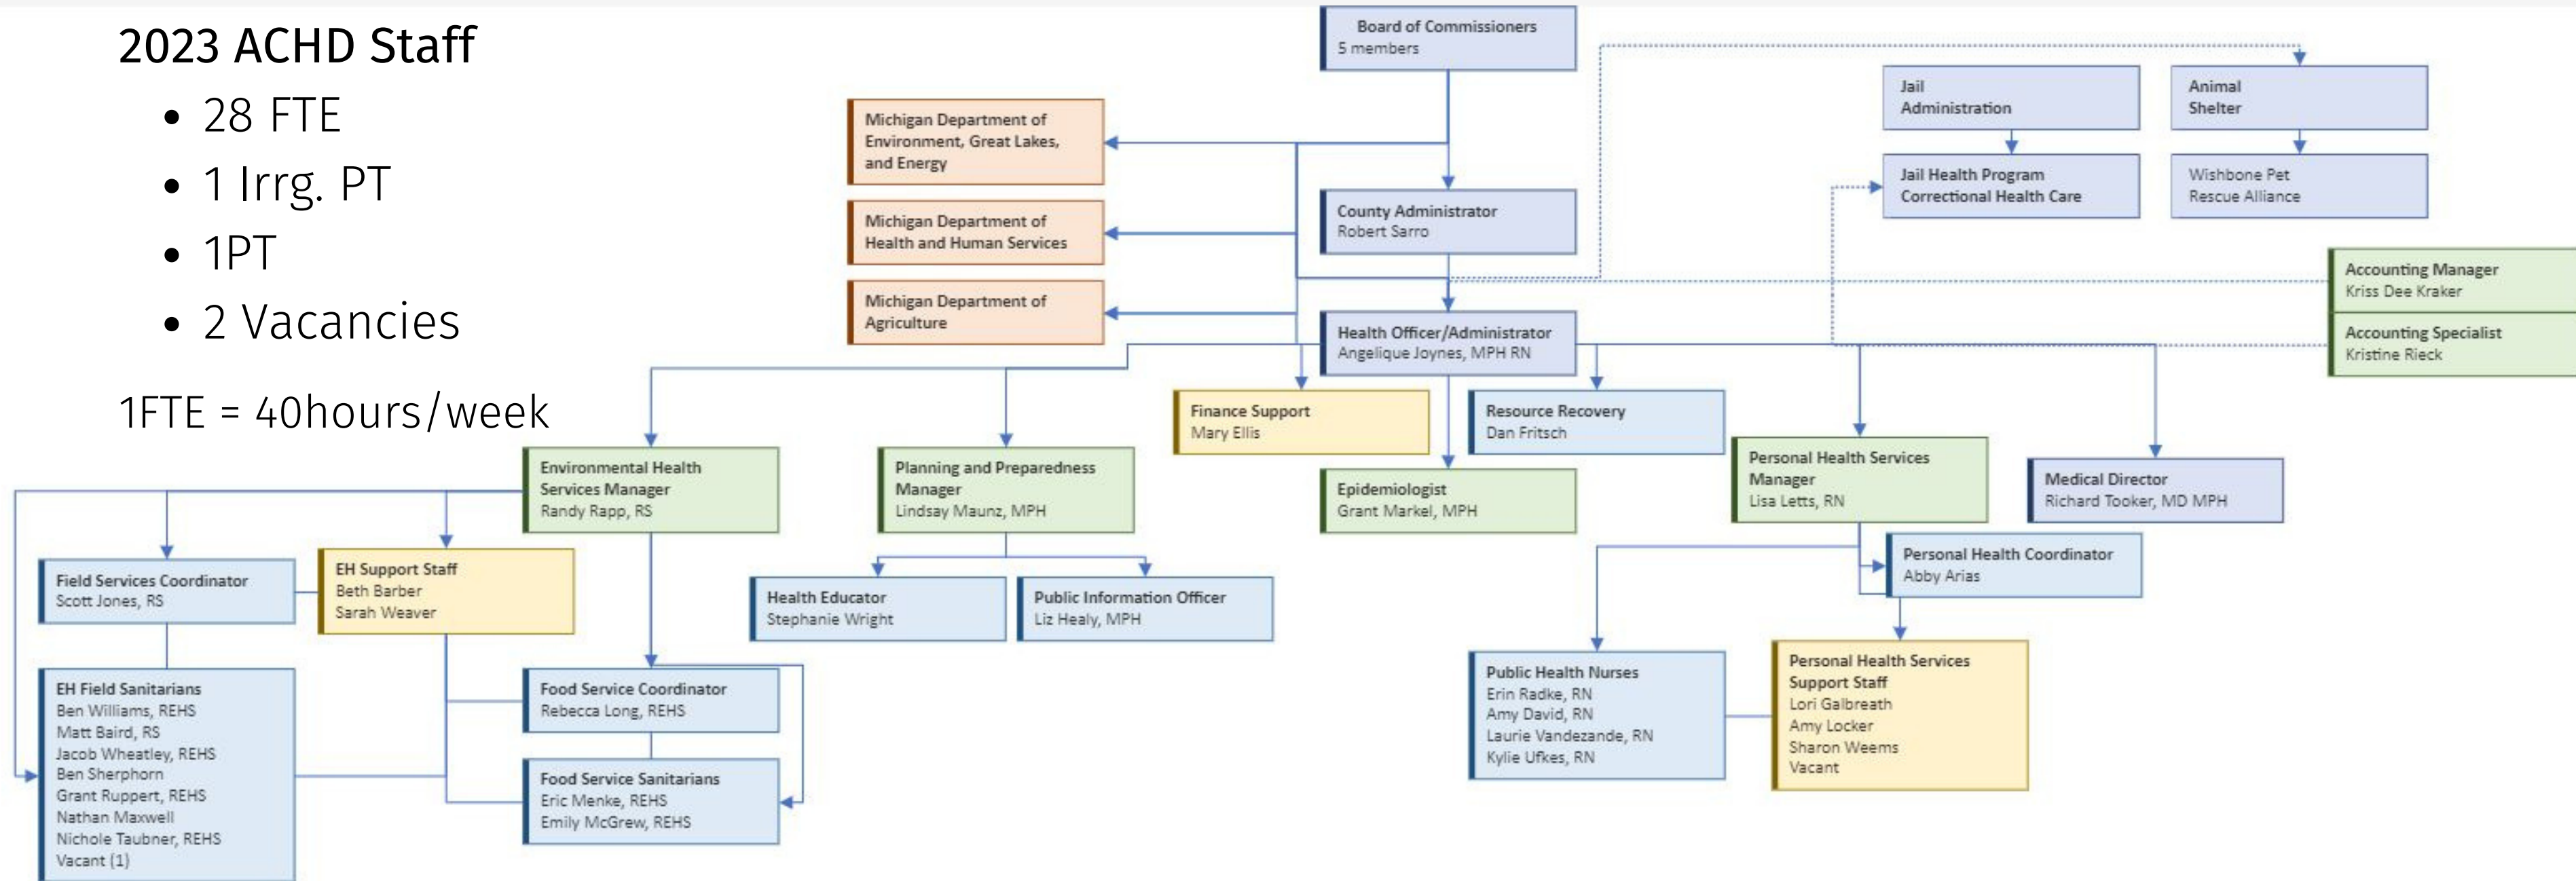 2023 ACHD Staff
• 28 FTE
• 1 Irrg. PT
• 1PT
• 2 Vacancies
1FTE = 40hours/week
Board of Commissioners
5 members
Michigan Department of
Environment, Great Lakes,
and Energy
Michigan Department of
Health and Human Services
Michigan Department of
Agriculture
County Administrator
Robert Sarro
Jail
Administration
Jail Health Program
Correctional Health Care
Animal
Shelter
Wishbone Pet
Rescue Alliance
Accounting Manager
Kriss Dee Kraker
Accounting Specialist
Kristine Rieck
Health Officer/Administrator
Angelique Joynes, MPH RN
Finance Support
Mary Ellis
Resource Recovery
Dan Fritsch
Environmental Health
Services Manager
Randy Rapp, RS
Planning and Preparedness
Manager
Lindsay Maunz, MPH
Epidemiologist
Grant Markel, MPH
Personal Health Services
Manager
Lisa Letts, RN
Medical Director
Richard Tooker, MD MPH
Field Services Coordinator
Scott Jones, RS
EH Support Staff
Beth Barber
Sarah Weaver
Health Educator
Stephanie Wright
Public Information Officer
Liz Healy, MPH
Personal Health Coordinator
Abby Arias
EH Field Sanitarians
Ben Williams, REHS
Matt Baird, RS
Jacob Wheatley, REHS
Ben Sherphorn
Grant Ruppert, REHS
Nathan Maxwell
Nichole Taubner, REHS
Vacant (1)
Food Service Coordinator
Rebecca Long, REHS
Food Service Sanitarians
Eric Menke, REHS
Emily McGrew, REHS
Public Health Nurses
Erin Radke, RN
Amy David, RN
Laurie Vandezande, RN
Kylie Ufkes, RN
Personal Health Services
Support Staff
Lori Galbreath
Amy Locker
Sharon Weems
Vacant